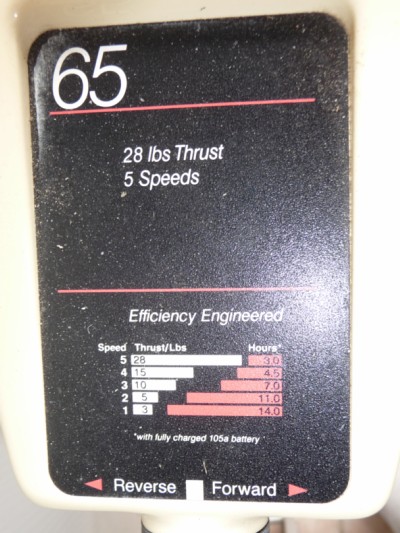 65
28 lbs Thrust
5 Speeds
Efficiency Engineered
Speed Thrust/Lbs Hours*
5 28 3.0
4 15 4.5
3 10 7.0
2 5 11.0
1 3 14.0
*with fully charged 105a battery
Reverse Forward